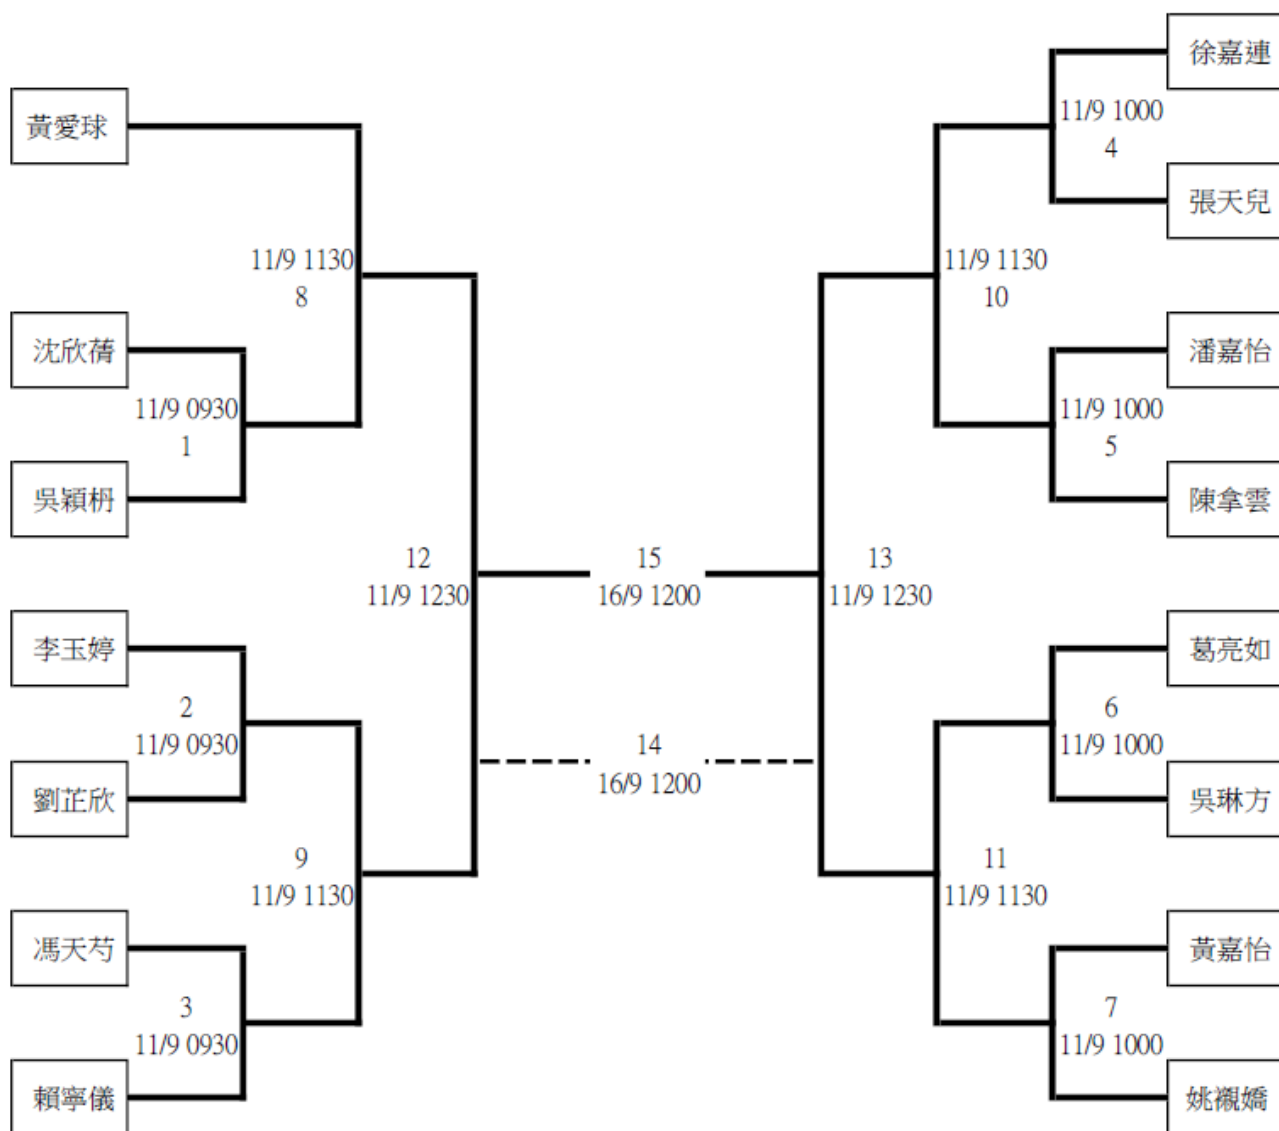 徐嘉連
11/9 1000
4
張天兒
黃愛球
11/9 1130
8
11/9 1130
10
沈欣蒨
11/9 0930
1
吳穎枬
潘嘉怡
11/9 1000
5
陳拿雲
12
11/9 1230
15
16/9 1200
13
11/9 1230
李玉婷
2
11/9 0930
劉芷欣
葛亮如
6
11/9 1000
吳琳方
14
16/9 1200
9
11/9 1130
11
11/9 1130
馮天芍
3
11/9 0930
賴寧儀
黃嘉怡
7
11/9 1000
姚襯嬌